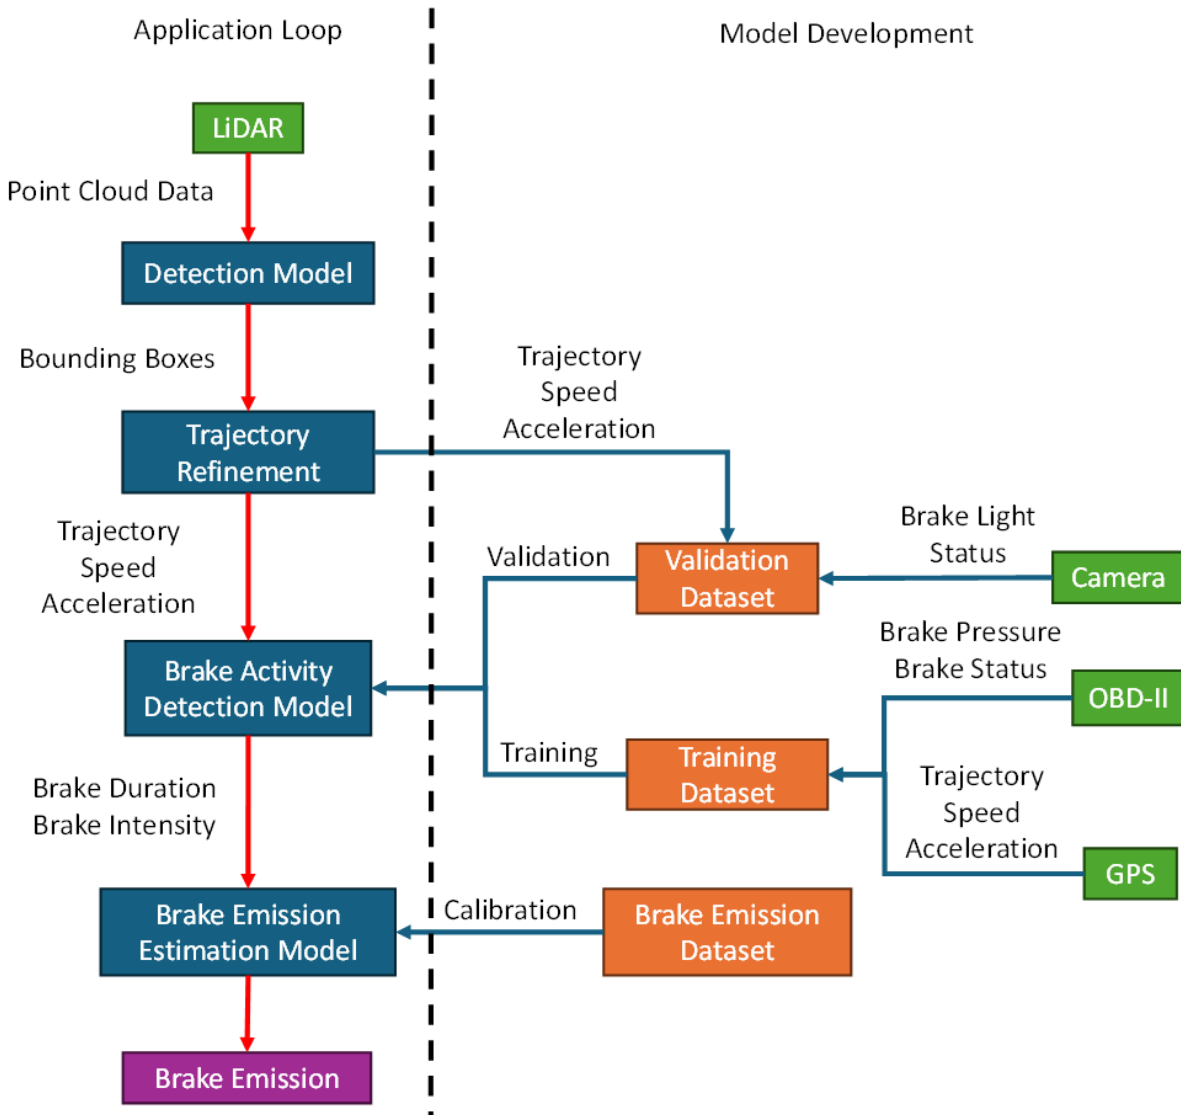 Application Loop
Model Development
LiDAR
Point Cloud Data
Detection Model
Bounding Boxes
Trajectory
Speed
Acceleration
Trajectory
Refinement
Trajectory
Speed
Acceleration
Brake Light
Status
Validation
Validation
Dataset
Camera
Brake Pressure
Brake Status
Brake Activity
Detection Model
OBD-II
Training
Training
Dataset
Trajectory
Speed
Acceleration
Brake Duration
Brake Intensity
GPS
Brake Emission
Estimation Model
Calibration
Brake Emission
Dataset
Brake Emission